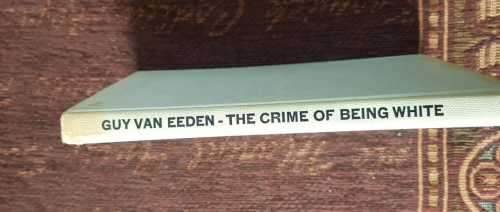 GUY VAN EEDEN - THE CRIME OF BEING WHITE